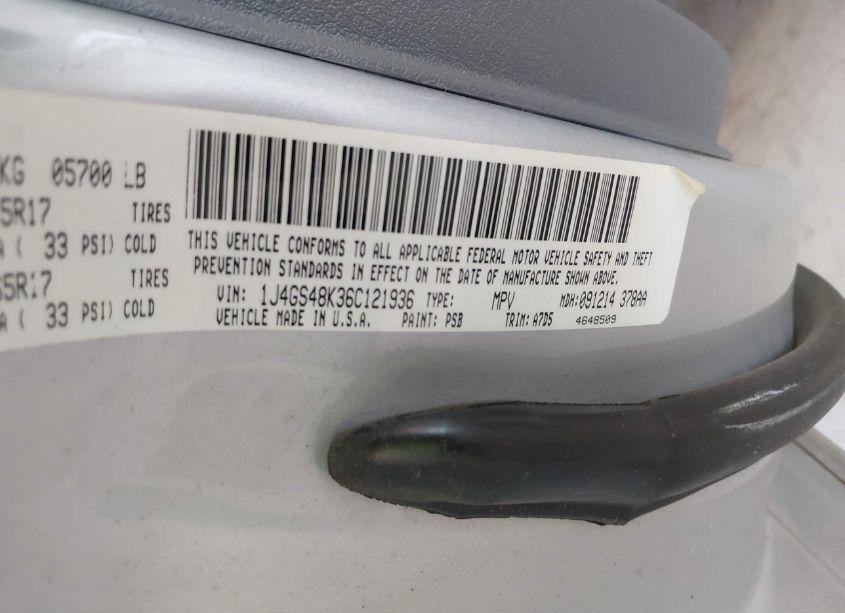 KG 05700 LB
5R17 TIRES
A ( 33 PSI) COLD
65R17 TIRES
A ( 33 PSI) COLD
THIS VEHICLE CONFORMS TO ALL APPLICABLE FEDERAL MOTOR VEHICLE SAFETY AND THEFT
PREVENTION STANDARDS IN EFFECT ON THE DATE OF MANUFACTURE SHOWN ABOVE.
VIN: 1J4GS48K36C121936 TYPE: MPV MDH:091214 378AA
VEHICLE MADE IN U.S.A. PAINT: PSB TRIM: A7D5 4648509